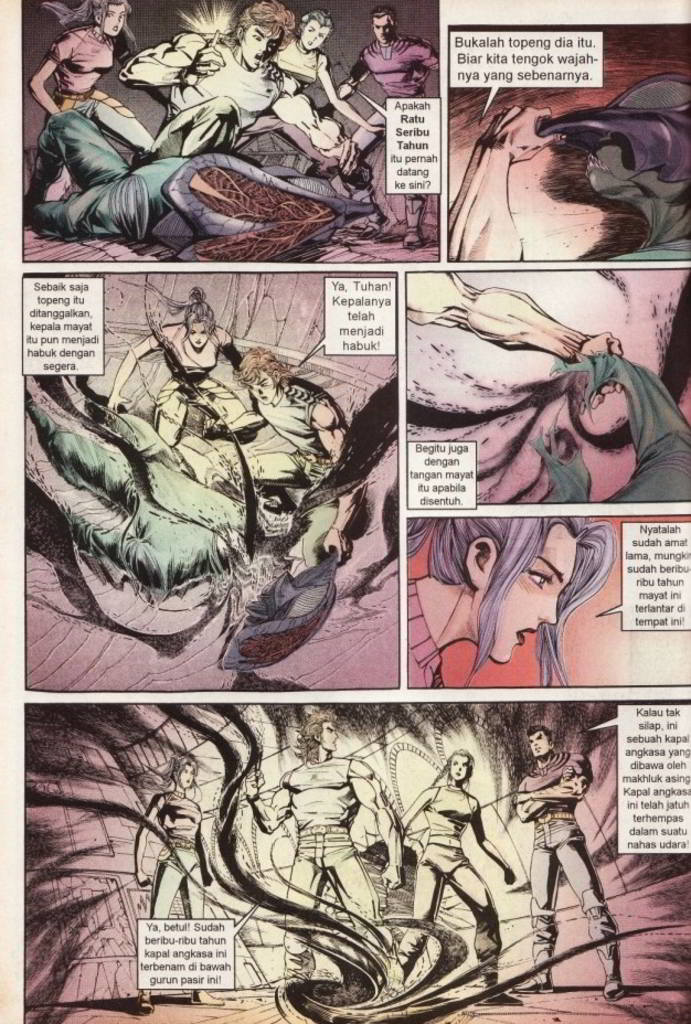 Apakah
Ratu
Seribu
Tahun
itu pernah
datang
ke sini?
Bukalah topeng dia itu.
Biar kita tengok wajah-
nya yang sebenarnya.
Sebaik saja
topeng itu
ditanggalkan,
kepala mayat
itu pun menjadi
habuk dengan
segera.
Ya, Tuhan!
Kepalanya
telah
menjadi
habuk!
Begitu juga
dengan
tangan mayat
itu apabila
disentuh.
Nyatalah
sudah amat
lama, mungkin
sudah beribu-
ribu tahun
mayat ini
terlantar di
tempat ini!
Kalau tak
silap, ini
sebuah kapal
angkasa yang
dibawa oleh
makhluk asing.
Kapal angkasa
ini telah jatuh
terhempas
dalam suatu
nahas udara!
Ya, betul! Sudah
beribu-ribu tahun
kapal angkasa ini
terbenam di bawah
gurun pasir ini!